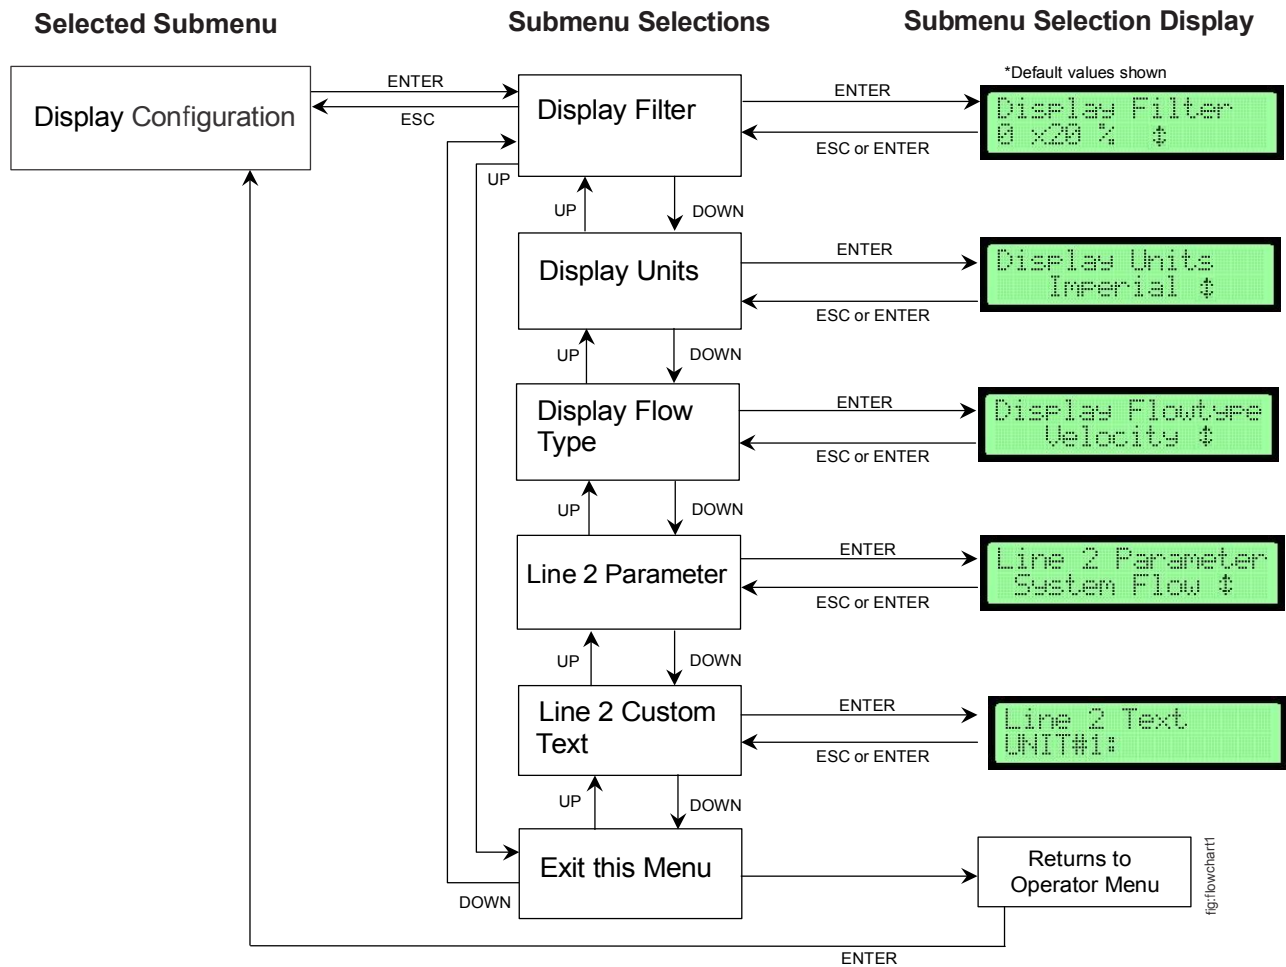 Selected Submenu
Submenu Selections
Submenu Selection Display
*Default values shown
Display Configuration
ENTER
ESC
Display Filter
ENTER
ESC or ENTER
Display Filter
0 x20 % ↕
UP
UP
DOWN
Display Units
ENTER
ESC or ENTER
Display Units
Imperial ↕
UP
DOWN
Display Flow
Type
ENTER
ESC or ENTER
Display Flowtype
Velocity ↕
UP
DOWN
Line 2 Parameter
ENTER
ESC or ENTER
Line 2 Parameter
System Flow ↕
UP
DOWN
Line 2 Custom
Text
ENTER
ESC or ENTER
Line 2 Text
UNIT#1:
UP
DOWN
Exit this Menu
DOWN
Returns to
Operator Menu
fig:flowchart1
ENTER